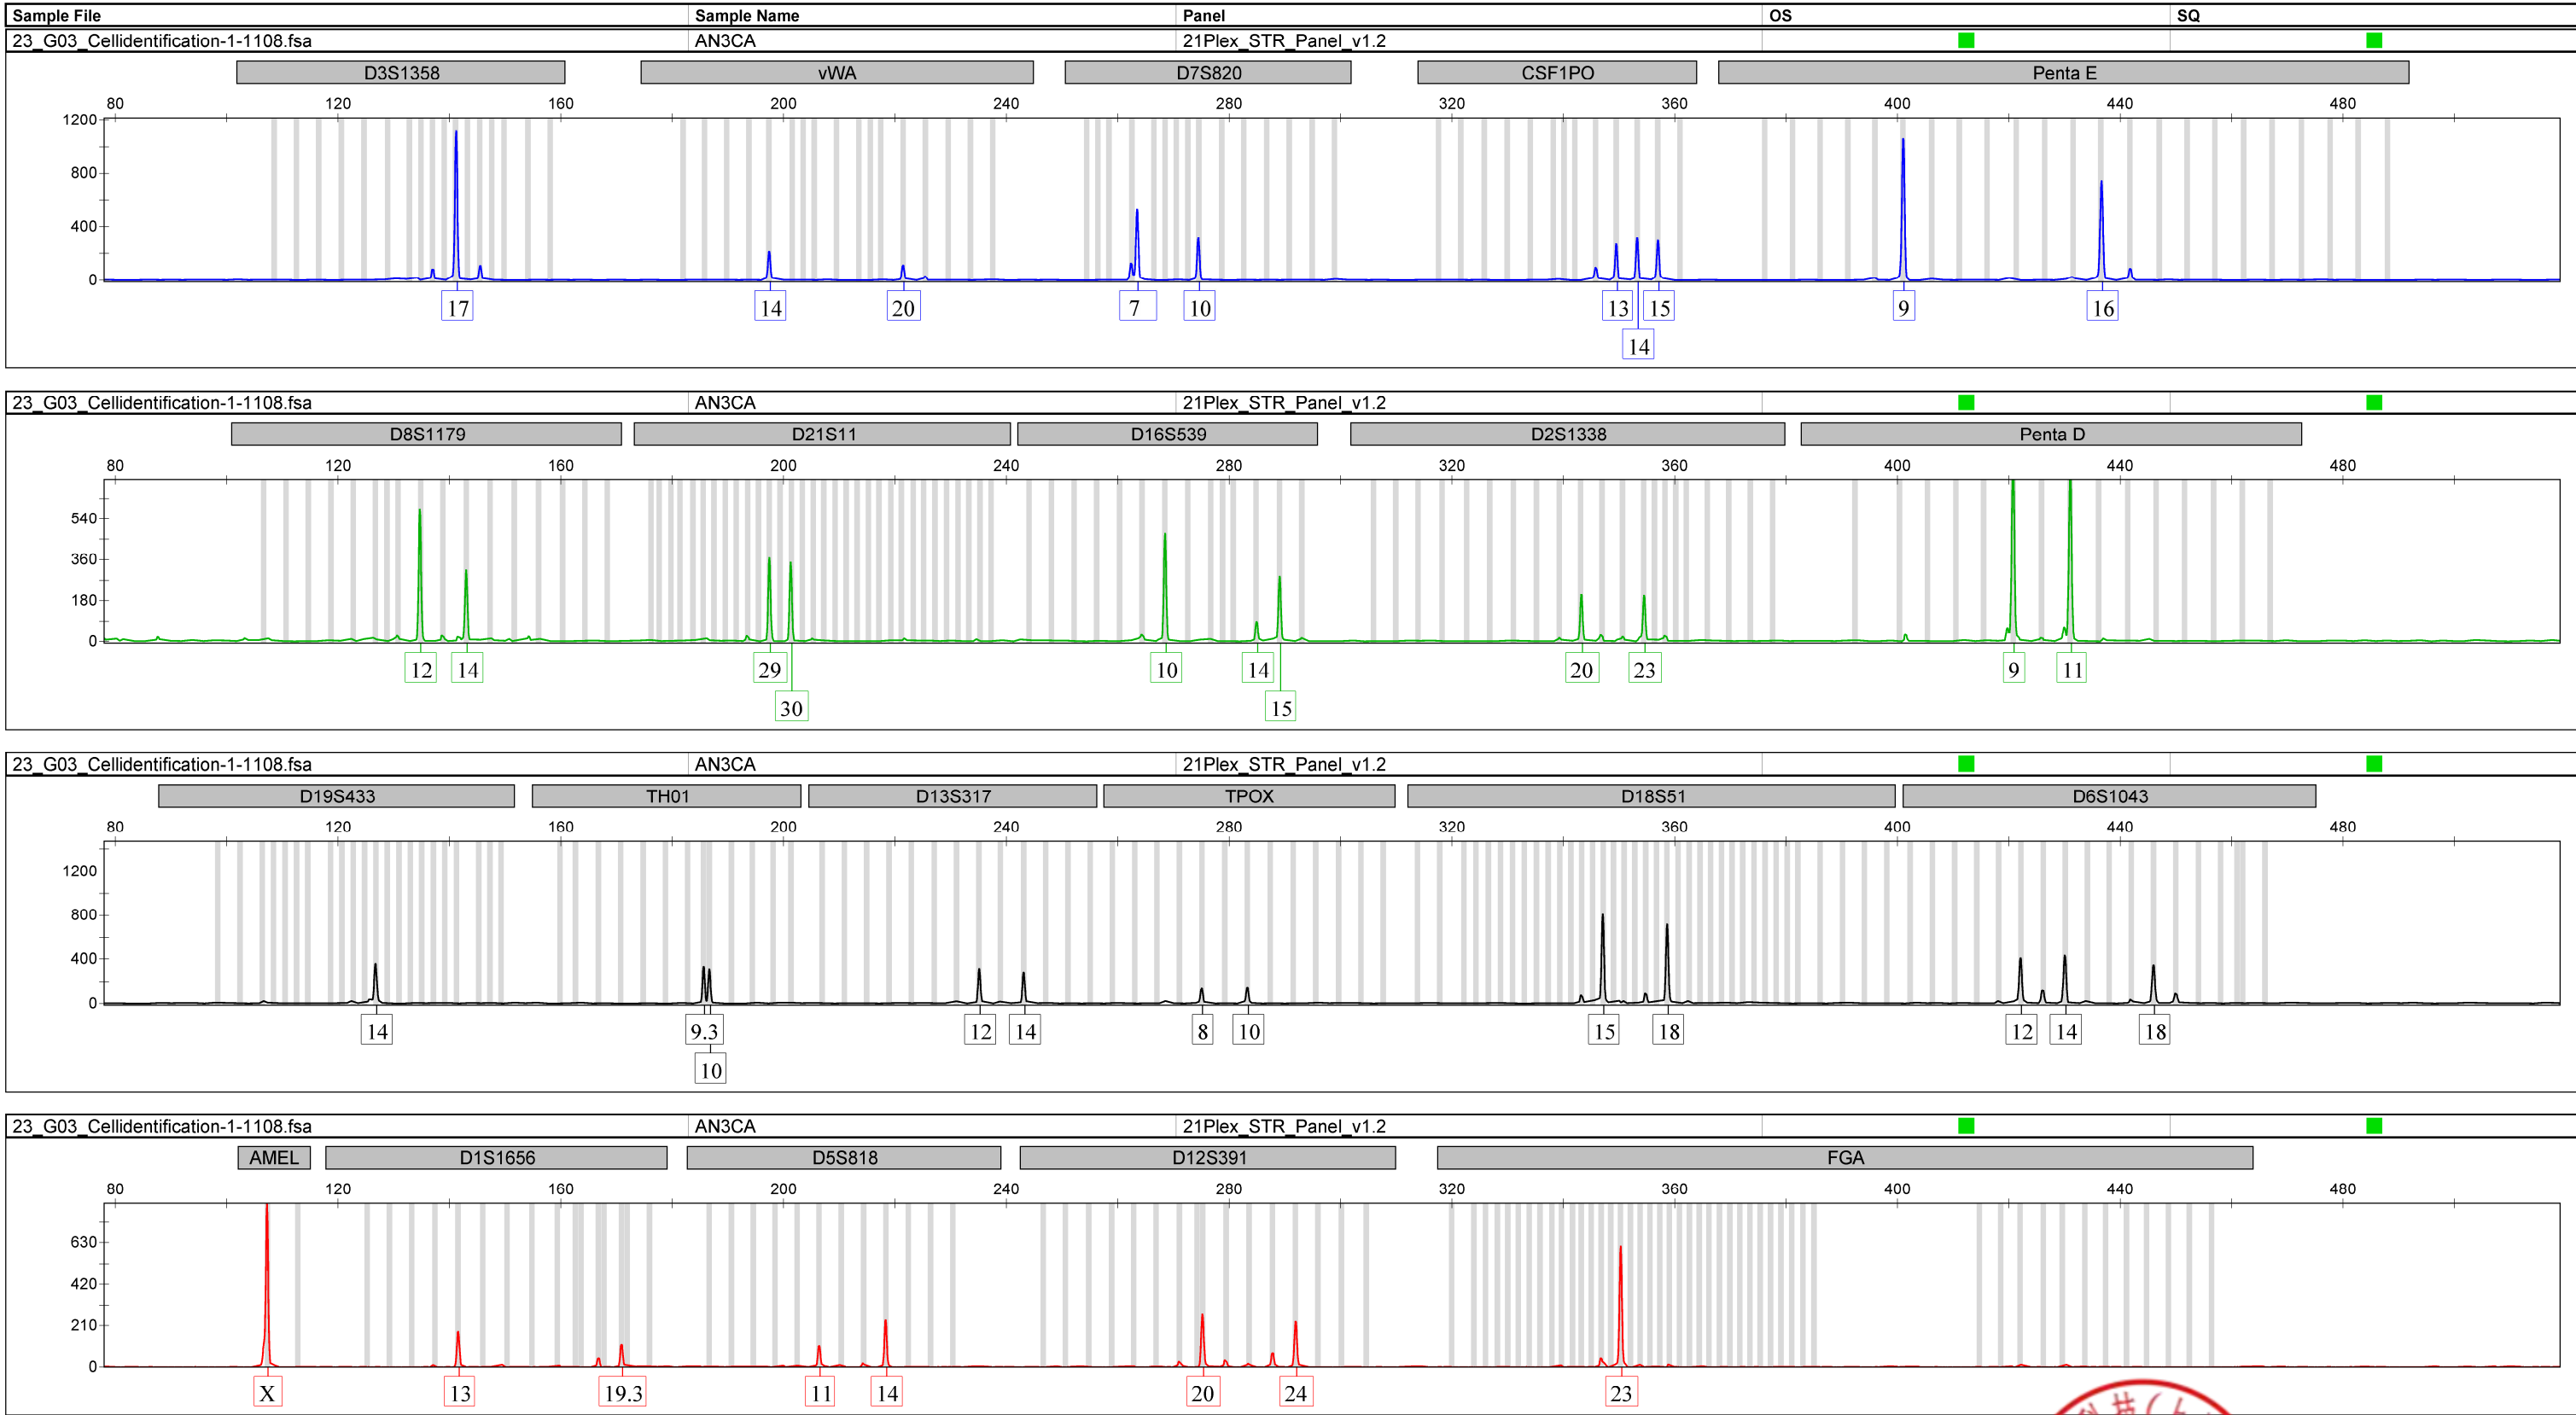 Sample File Sample Name Panel OS SQ
23_G03_Cellidentification-1-1108.fsa AN3CA 21Plex_STR_Panel_v1.2
D3S1358 vWA D7S820 CSF1PO Penta E
80 120 160 200 240 280 320 360 400 440 480
1200
800
400
0
17 14 20 7 10 13 15 9 16
14
23_G03_Cellidentification-1-1108.fsa AN3CA 21Plex_STR_Panel_v1.2
D8S1179 D21S11 D16S539 D2S1338 Penta D
80 120 160 200 240 280 320 360 400 440 480
540
360
180
0
12 14 29 10 14 20 23 9 11
30 15
23_G03_Cellidentification-1-1108.fsa AN3CA 21Plex_STR_Panel_v1.2
D19S433 TH01 D13S317 TPOX D18S51 D6S1043
80 120 160 200 240 280 320 360 400 440 480
1200
800
400
0
14 9.3 12 14 8 10 15 18 12 14 18
10
23_G03_Cellidentification-1-1108.fsa AN3CA 21Plex_STR_Panel_v1.2
AMEL D1S1656 D5S818 D12S391 FGA
80 120 160 200 240 280 320 360 400 440 480
630
420
210
0
X 13 19.3 11 14 20 24 23